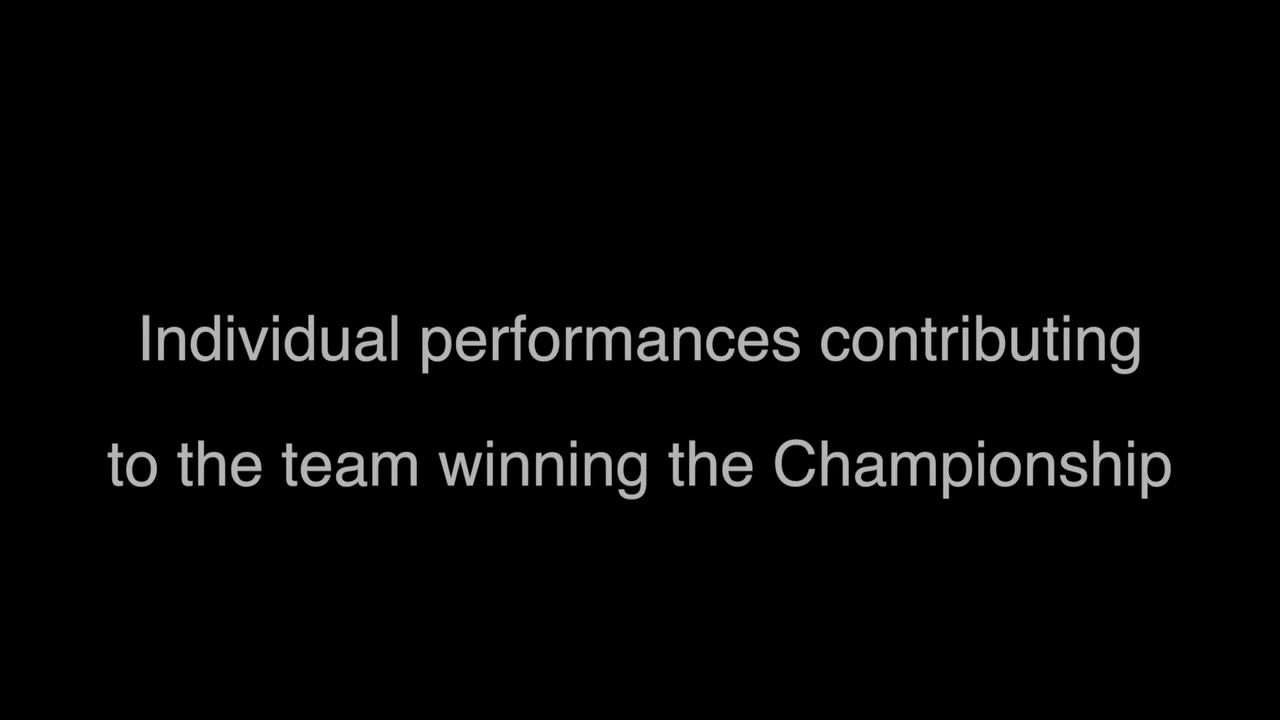 Individual performances contributing
to the team winning the Championship